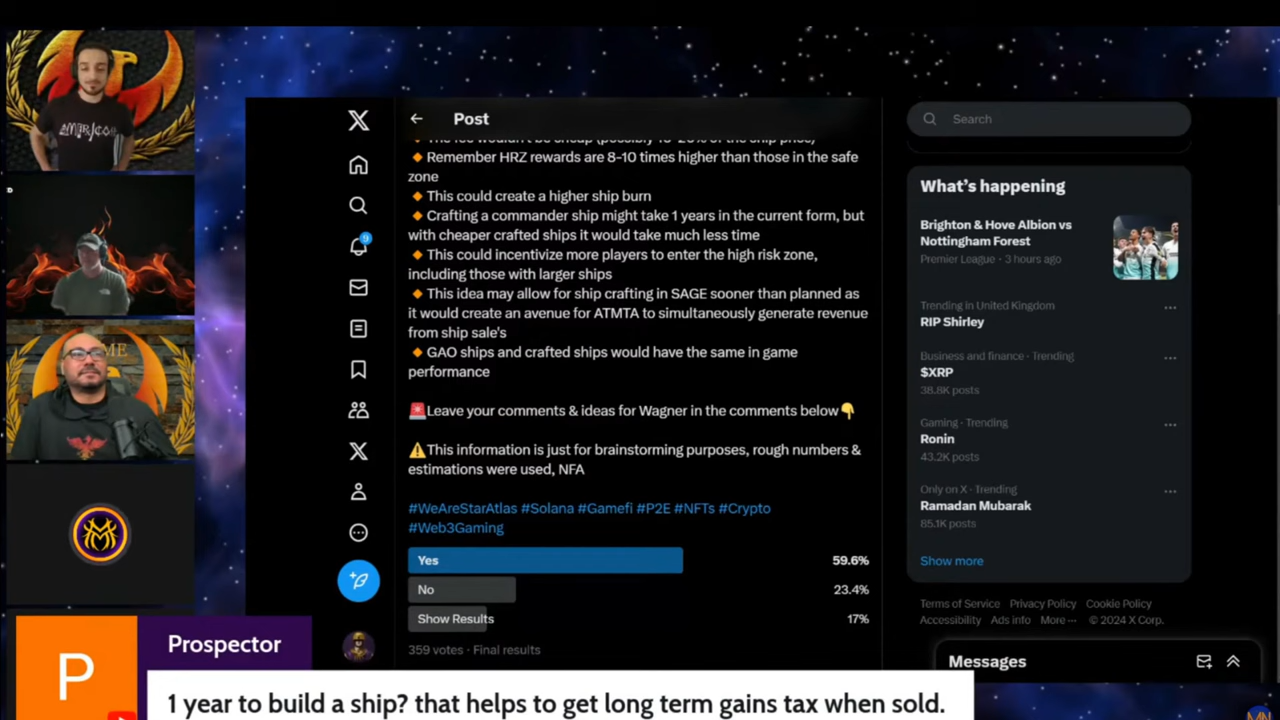 Post
Search
◆The fee wouldn't be cheap (possibly 10-20% of the ship price)
◆Remember HRZ rewards are 8-10 times higher than those in the safe
zone
◆This could create a higher ship burn
◆Crafting a commander ship might take 1 years in the current form, but
with cheaper crafted ships it would take much less time
◆This could incentivize more players to enter the high risk zone,
including those with larger ships
◆This idea may allow for ship crafting in SAGE sooner than planned as
it would create an avenue for ATMTA to simultaneously generate revenue
from ship sale's
◆GAO ships and crafted ships would have the same in game
performance
🚨Leave your comments & ideas for Wagner in the comments below👇
⚠️This information is just for brainstorming purposes, rough numbers &
estimations were used, NFA
#WeAreStarAtlas #Solana #Gamefi #P2E #NFTs #Crypto
#Web3Gaming
Yes 59.6%
No 23.4%
Show Results 17%
359 votes · Final results
What's happening
Brighton & Hove Albion vs
Nottingham Forest
Premier League · 3 hours ago
Trending in United Kingdom
RIP Shirley
Business and finance · Trending
$XRP
38.8K posts
Gaming · Trending
Ronin
43.2K posts
Only on X · Trending
Ramadan Mubarak
85.1K posts
Show more
Terms of Service Privacy Policy Cookie Policy
Accessibility Ads info More ··· © 2024 X Corp.
Messages
P
Prospector
1 year to build a ship? that helps to get long term gains tax when sold.